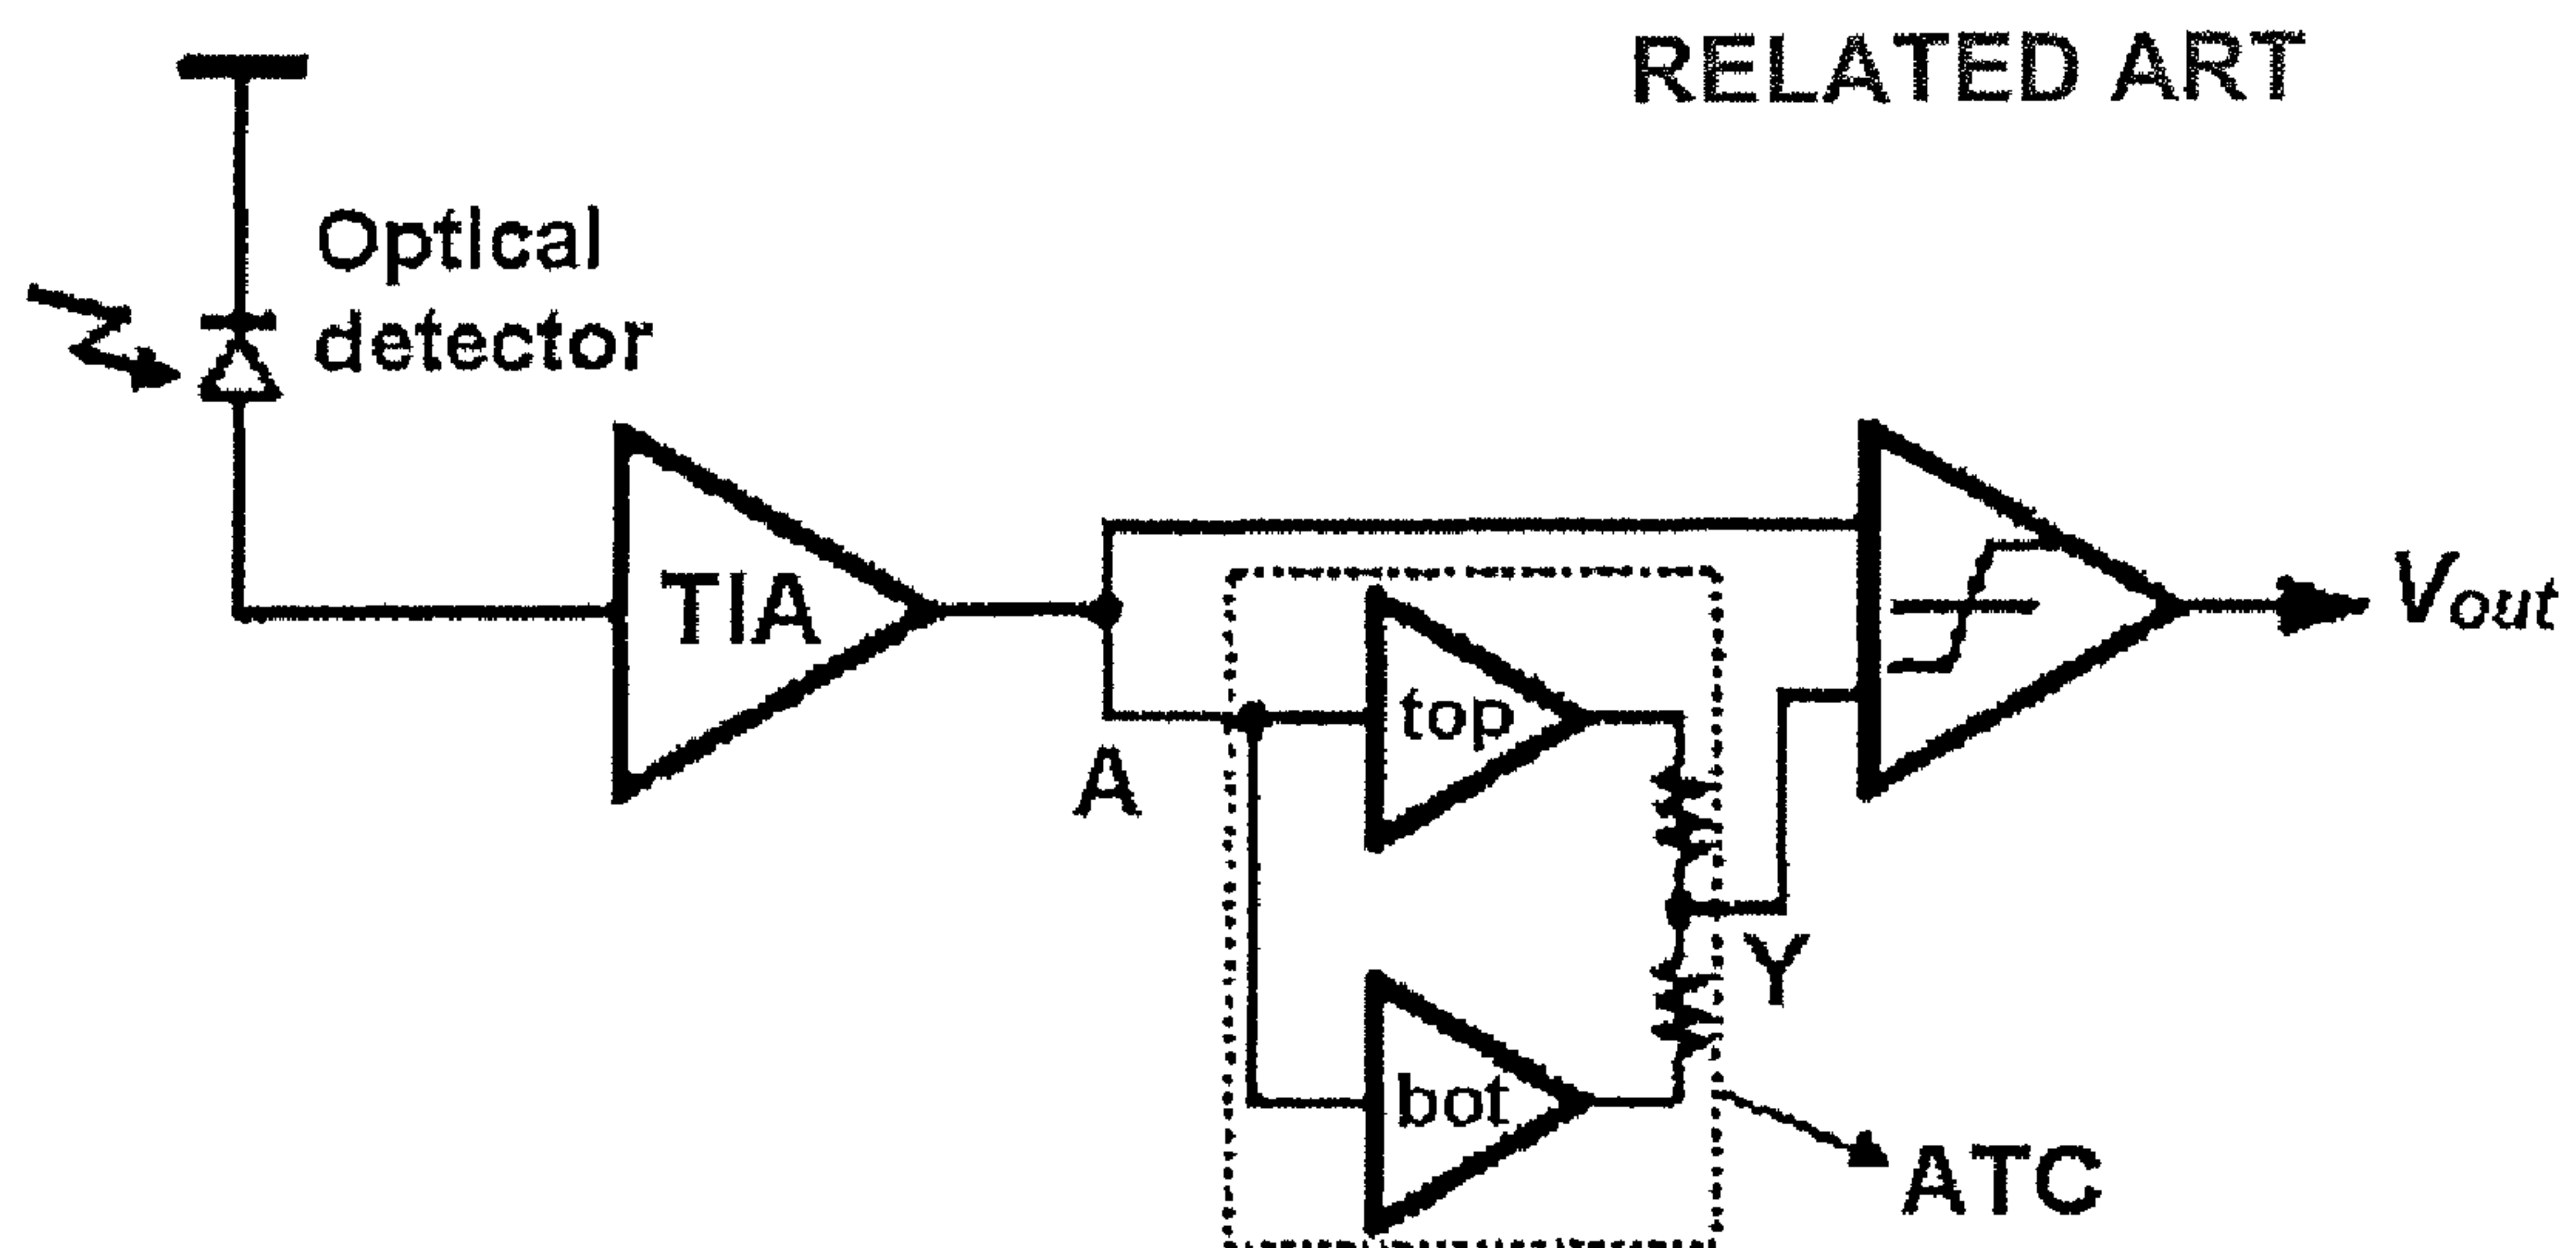 RELATED ART
Optical
detector
TIA
A
top
bot
Y
ATC
Vout